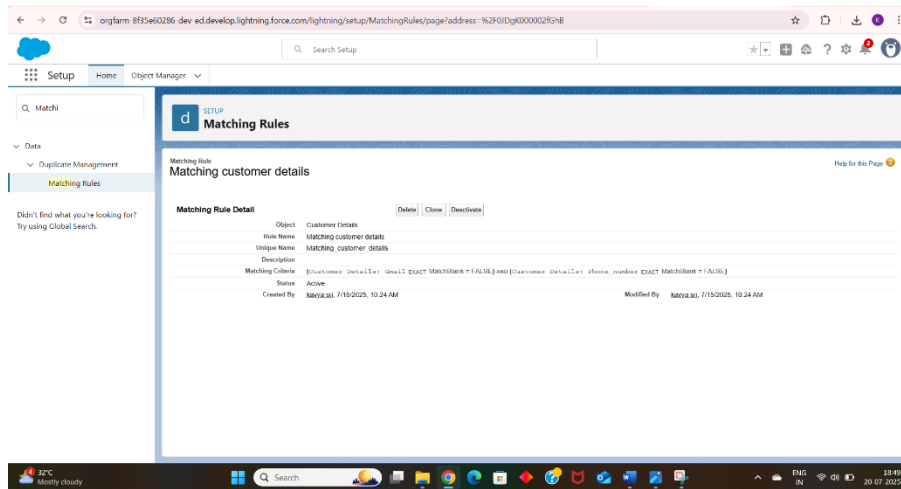 orgfarm-8f35e60286-dev-ed.develop.lightning.force.com/lightning/setup/MatchingRules/page?address=%2F0JDgK000002fGhB
K
Search Setup
Setup
Home
Object Manager
Matchi
SETUP
Matching Rules
Data
Duplicate Management
Matching Rules
Didn't find what you're looking for?
Try using Global Search.
Matching Rule
Matching customer details
Help for this Page
Matching Rule Detail
Delete Clone Deactivate
Object Customer Details
Rule Name Matching customer details
Unique Name Matching_customer_details
Description
Matching Criteria (Customer Details: Gmail EXACT MatchBlank = FALSE) AND (Customer Details: Phone_number EXACT MatchBlank = FALSE)
Status Active
Created By kavya sri, 7/15/2025, 10:24 AM Modified By kavya sri, 7/15/2025, 10:24 AM
32°C
Mostly cloudy
Search
ENG
IN
18:49
20-07-2025